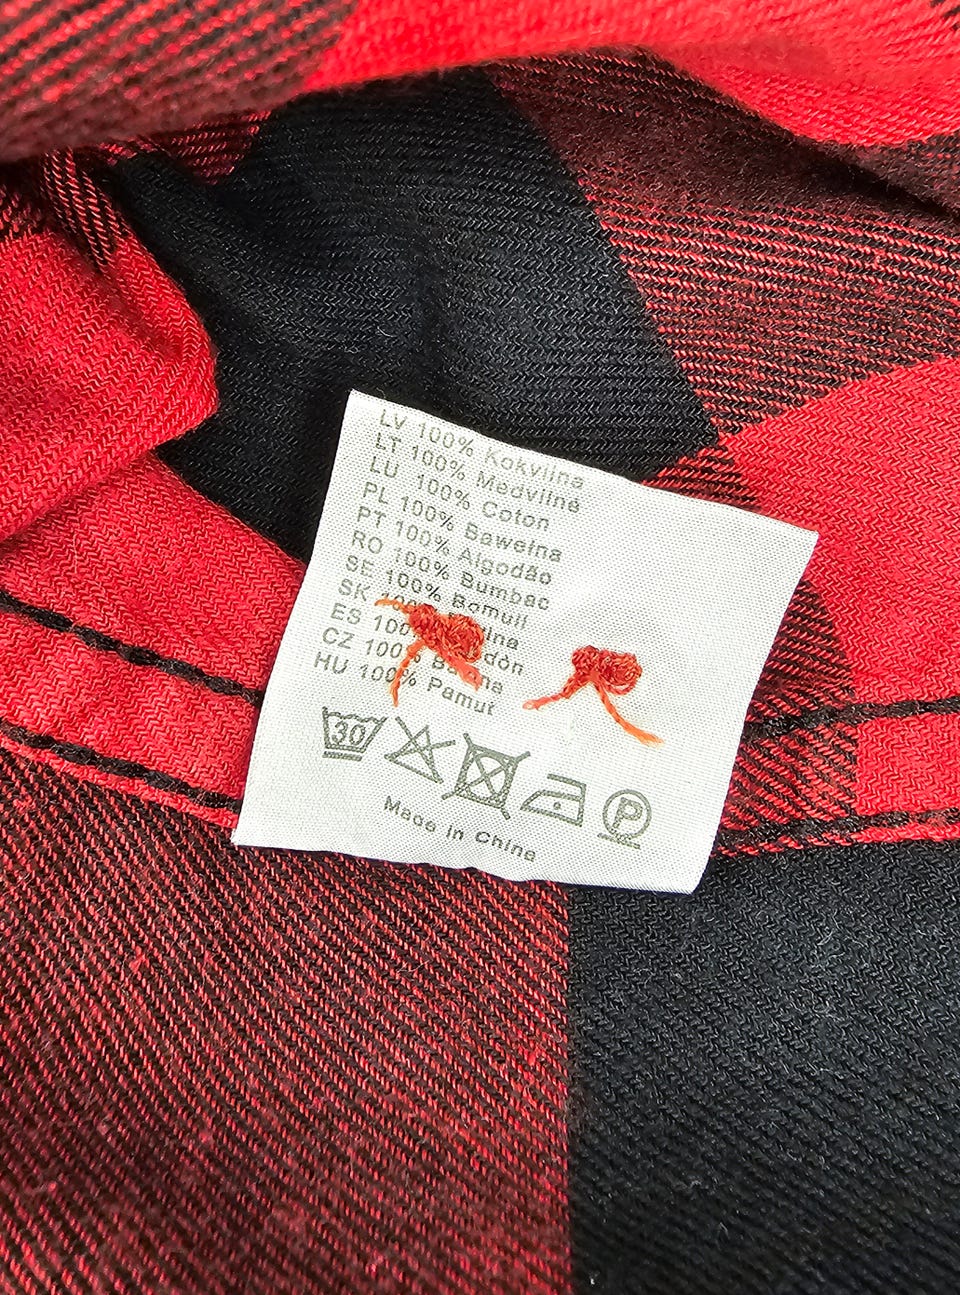 LV 100% Kokvilna
LT 100% Medvilnė
LU 100% Coton
PL 100% Bawełna
PT 100% Algodão
RO 100% Bumbac
SE 100% Bomull
SK 100%
ES 100%
CZ 100%
HU 100% Pamut
30
P
Made in China